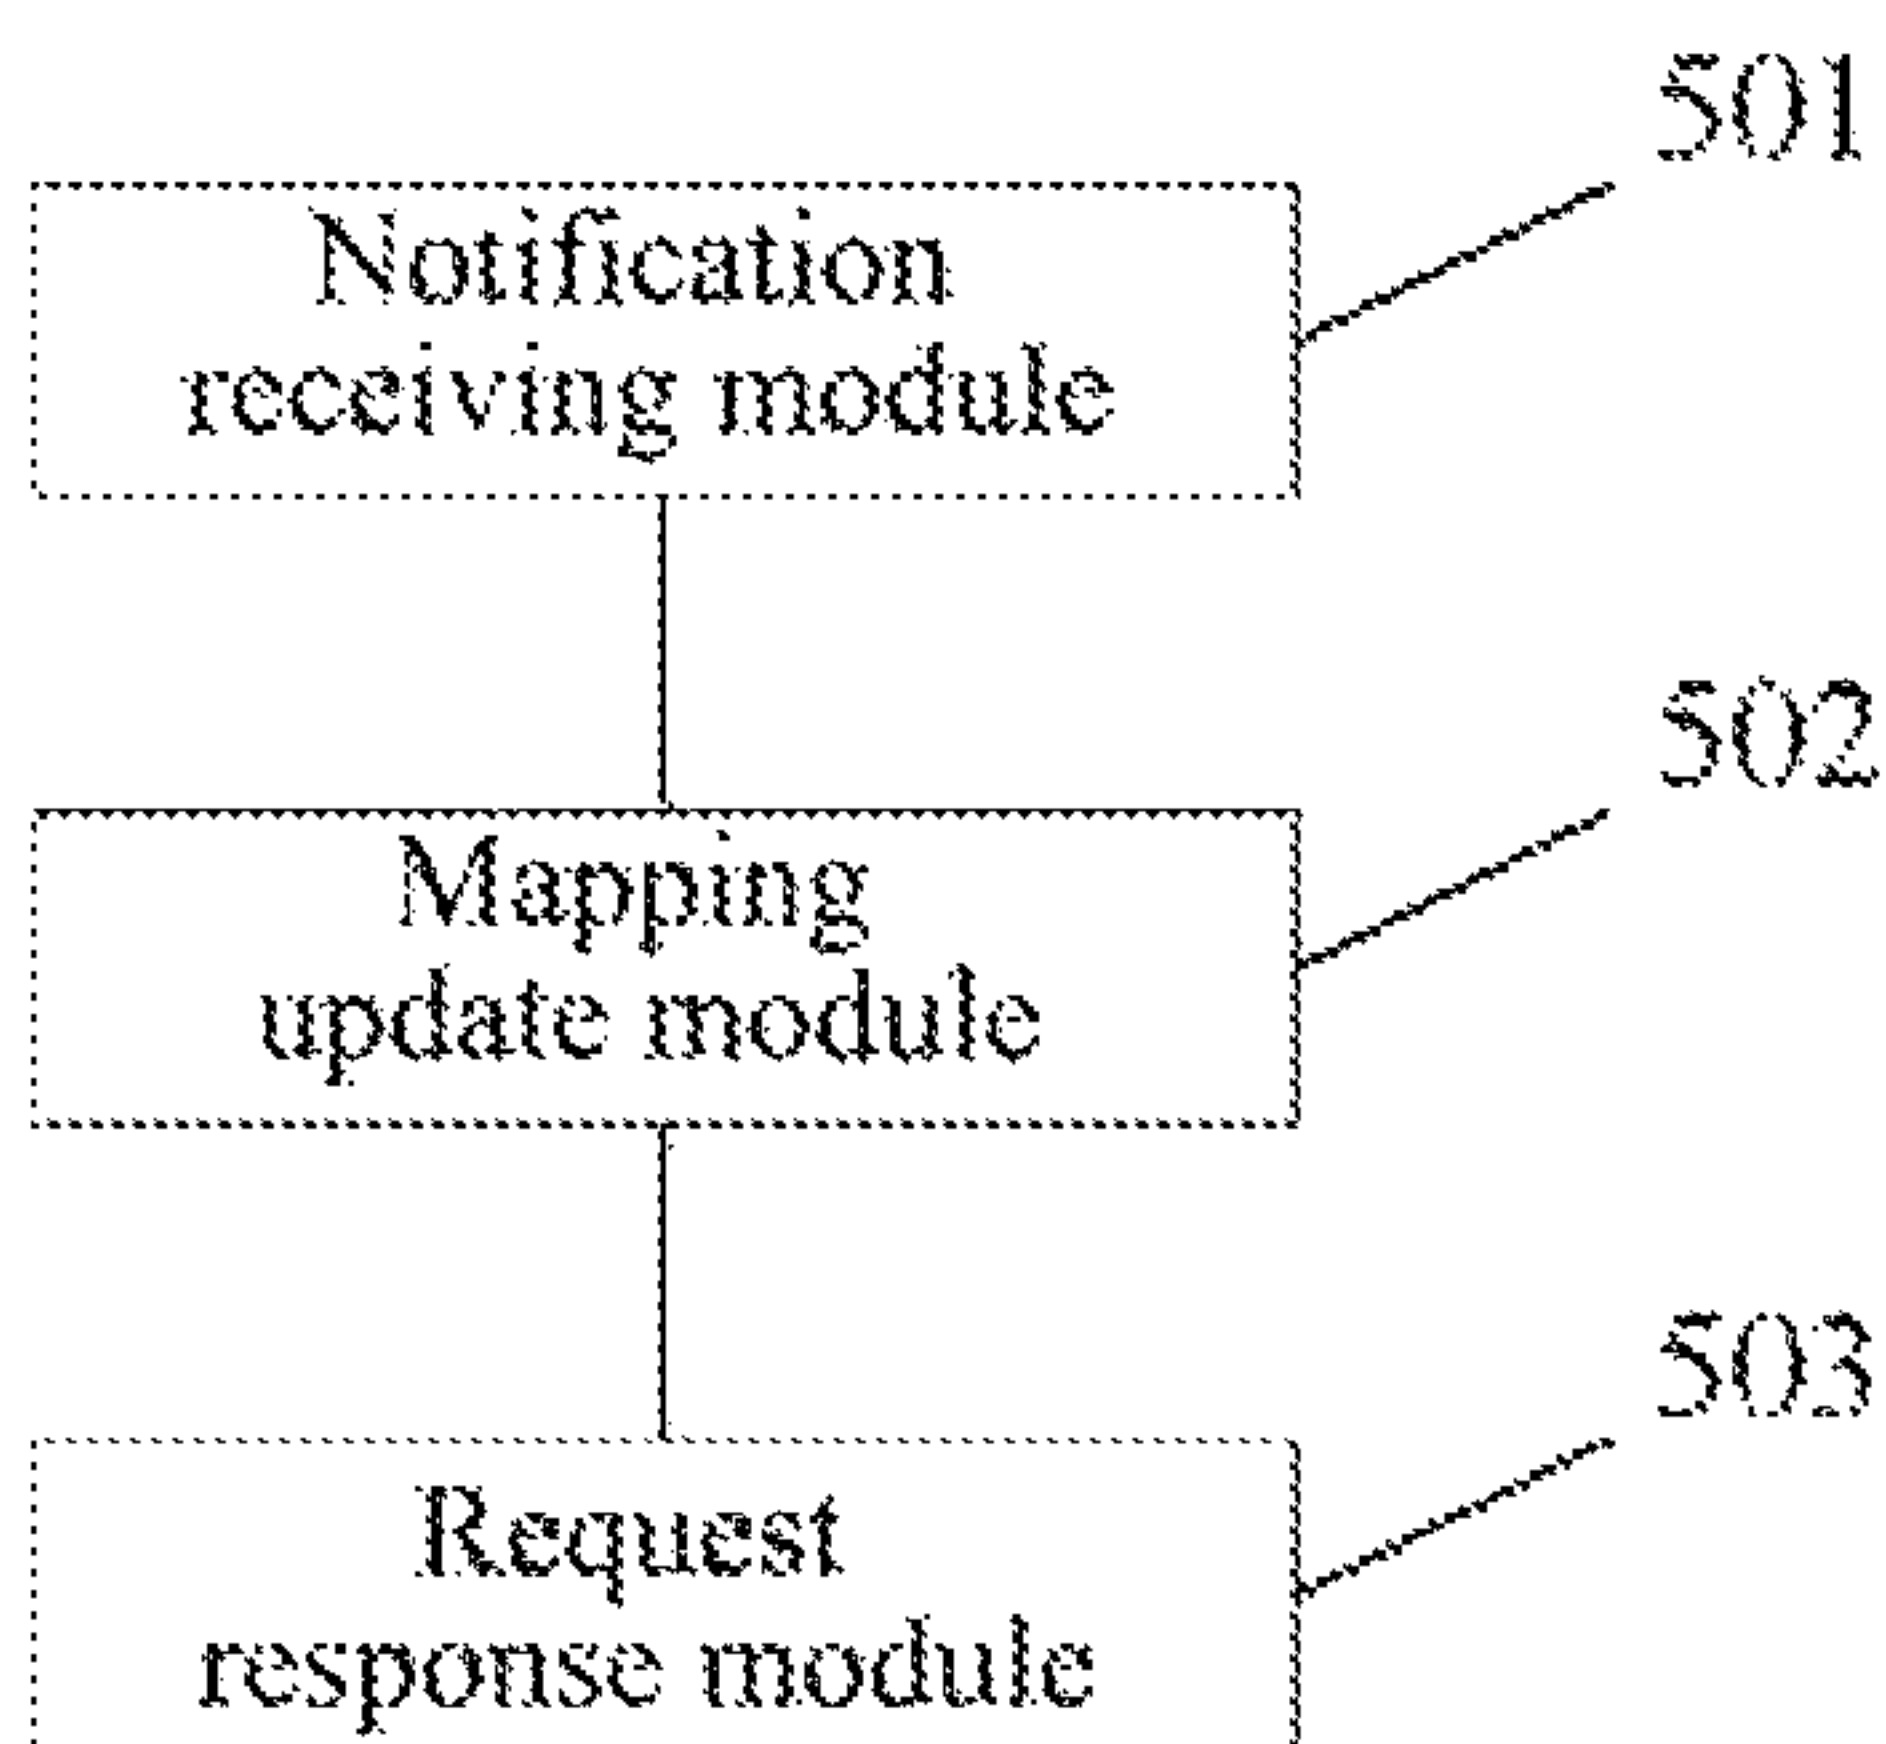 501
Notification
receiving module
502
Mapping
update module
503
Request
response module